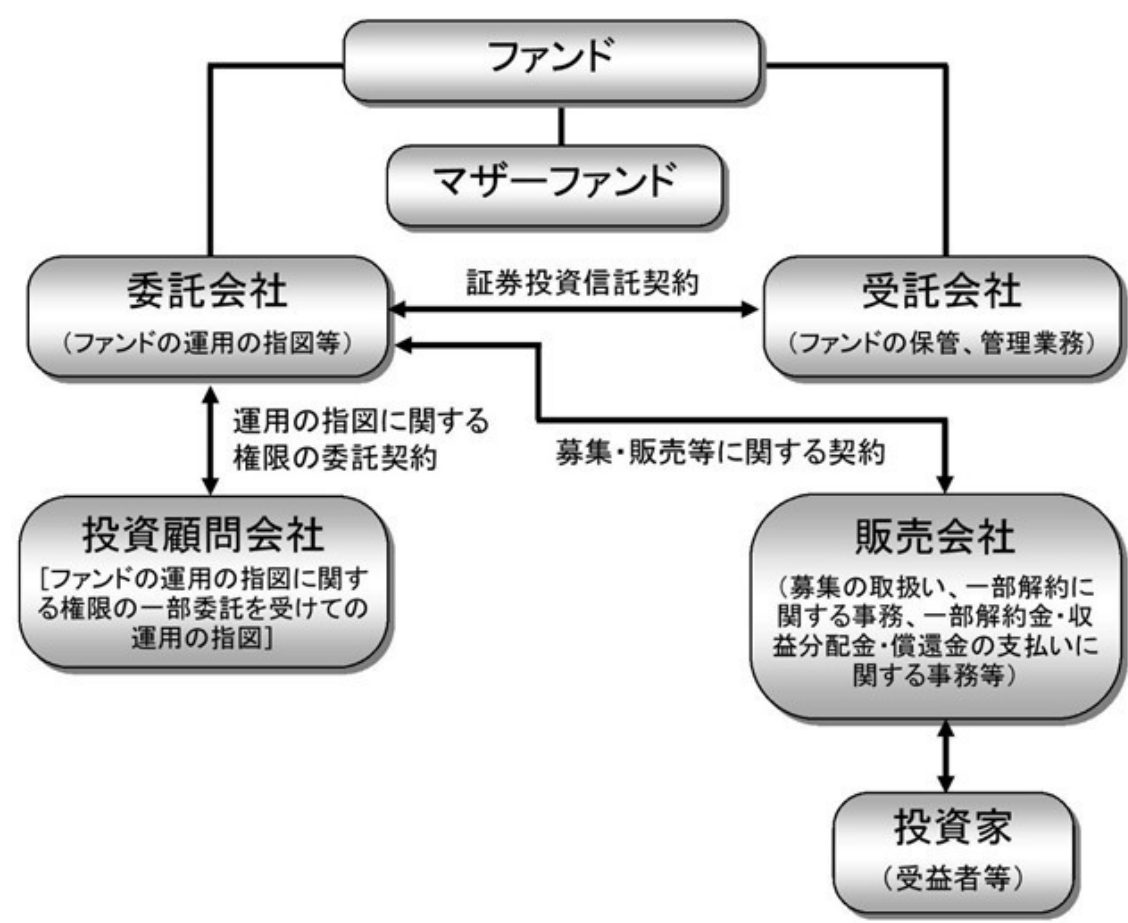 ファンド
マザーファンド
委託会社
（ファンドの運用の指図等）
証券投資信託契約
受託会社
（ファンドの保管、管理業務）
運用の指図に関する
権限の委託契約
募集・販売等に関する契約
投資顧問会社
［ファンドの運用の指図に関す
る権限の一部委託を受けての
運用の指図］
販売会社
（募集の取扱い、一部解約に
関する事務、一部解約金・収
益分配金・償還金の支払いに
関する事務等）
投資家
（受益者等）